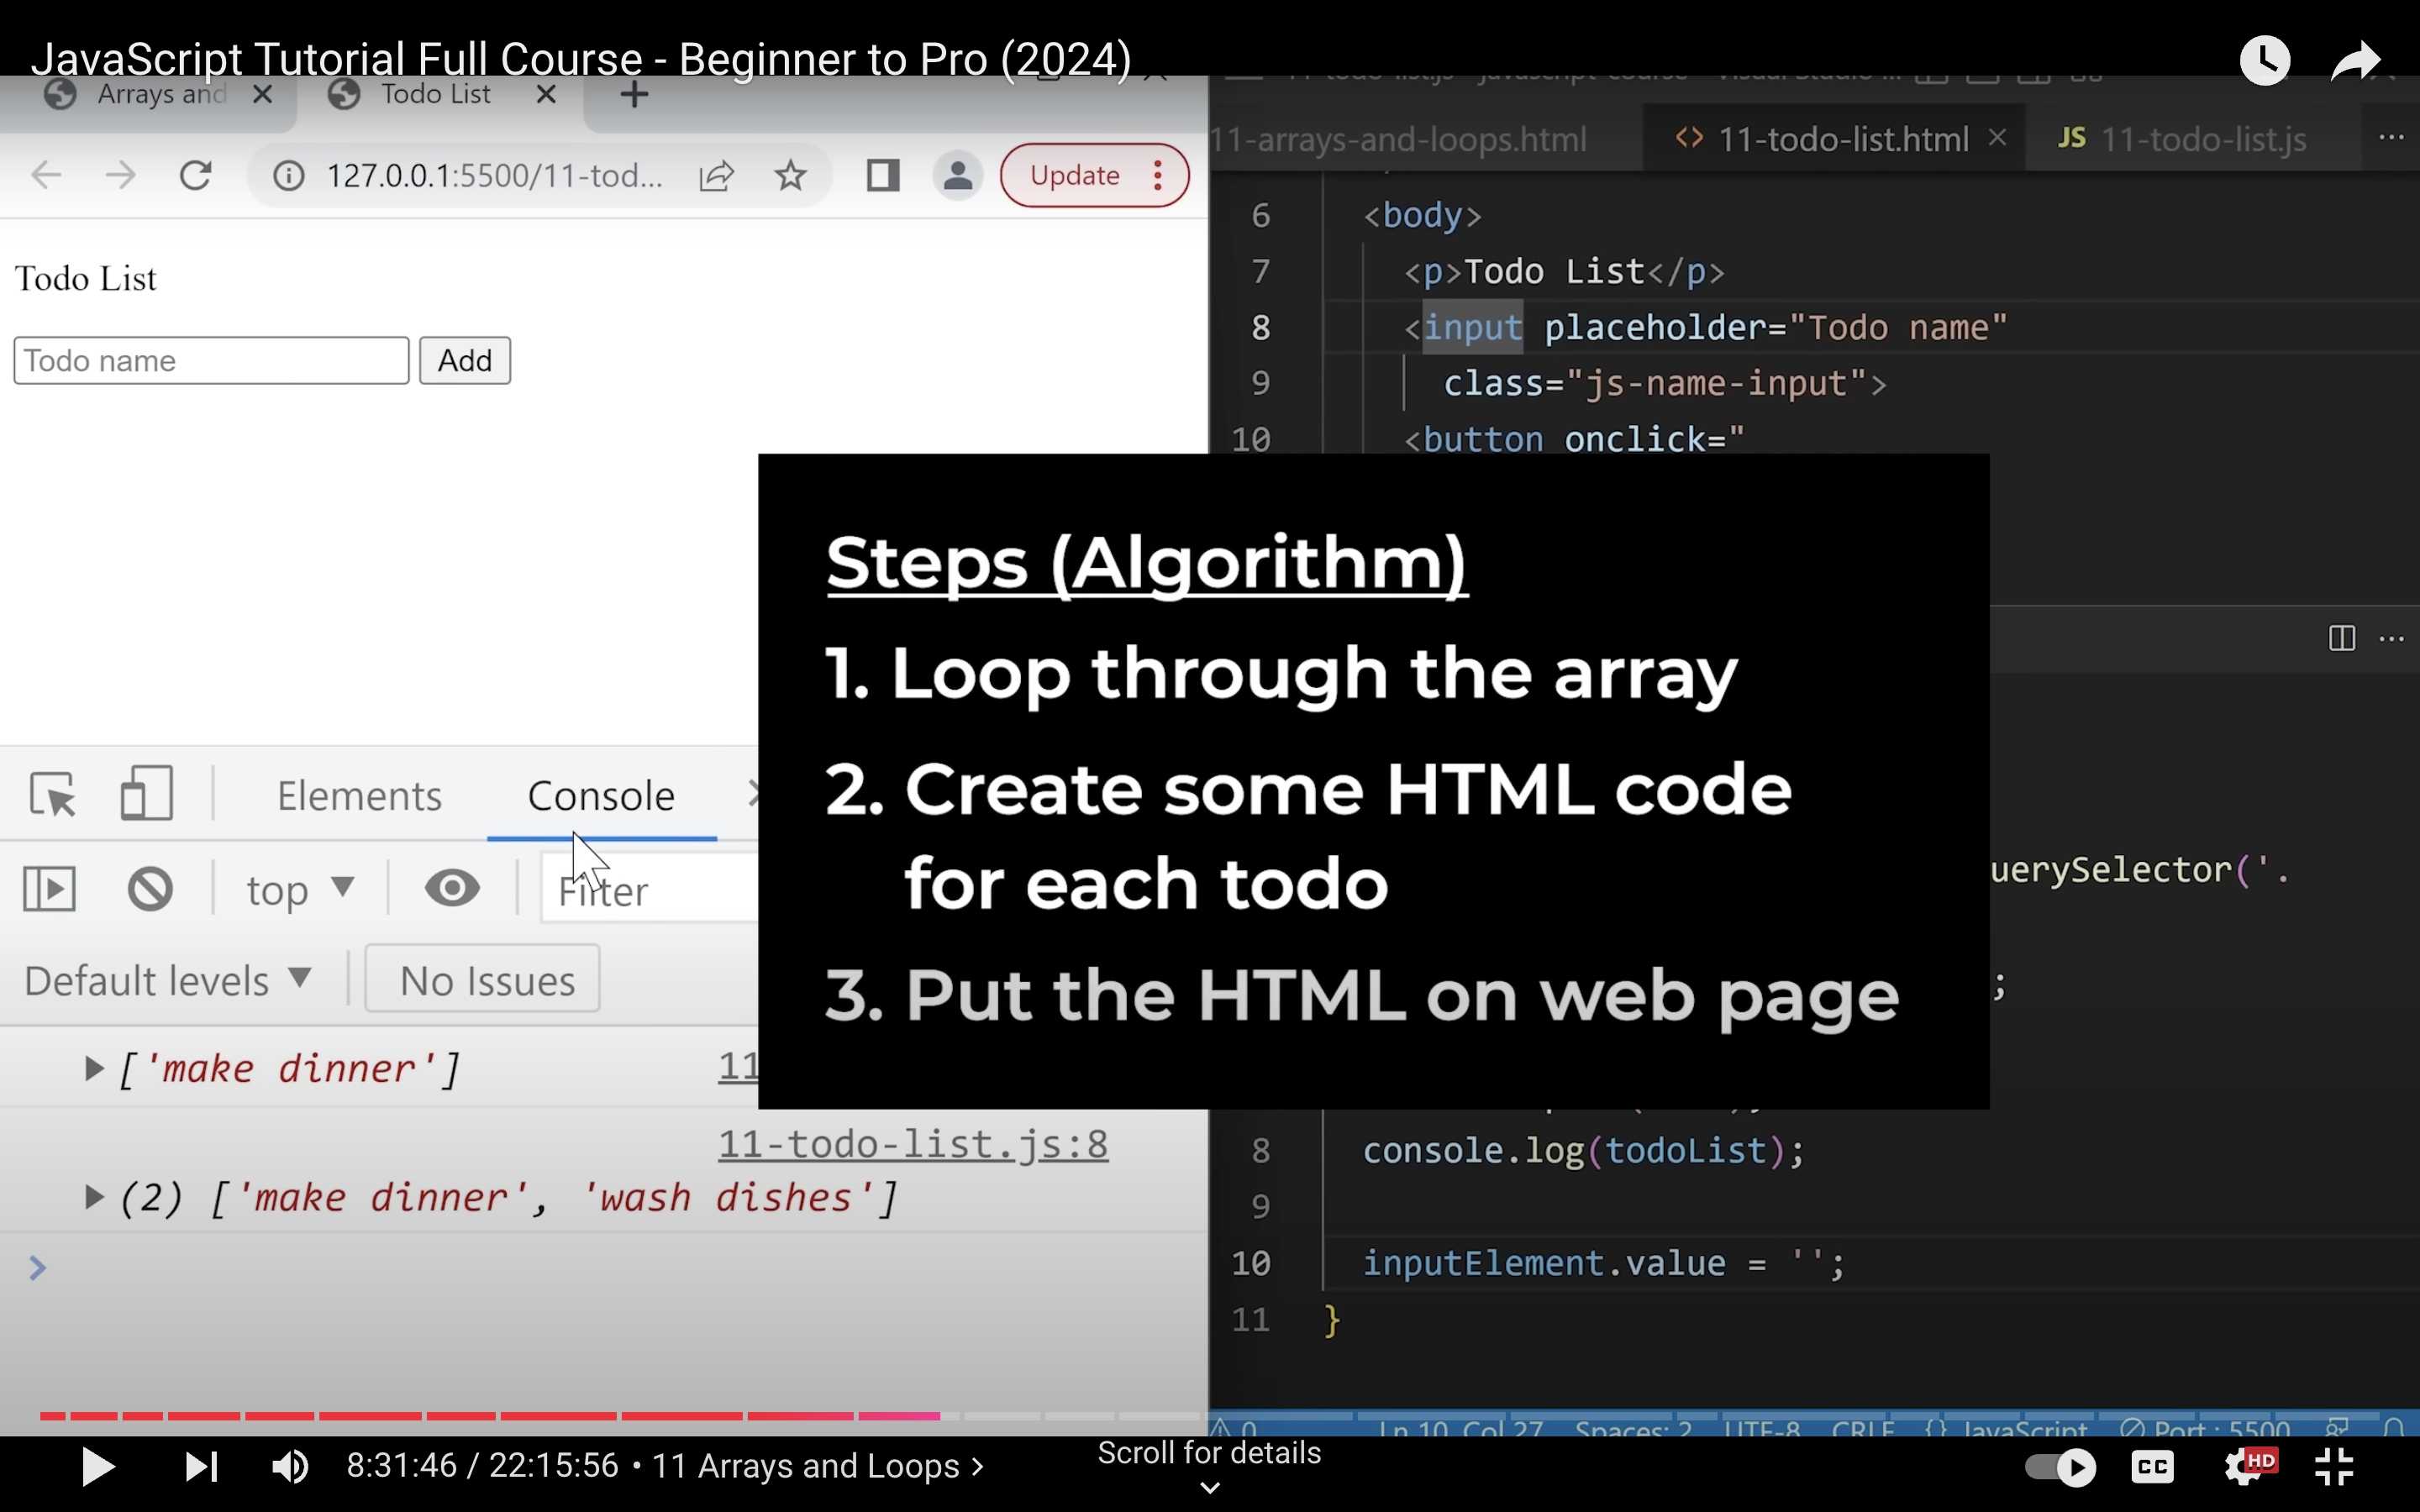 JavaScript Tutorial Full Course - Beginner to Pro (2024)
Arrays and
Todo List
127.0.0.1:5500/11-tod...
Update
Todo List
Todo name
Add
Elements
Console
top
Filter
Default levels
No Issues
['make dinner']
11
11-todo-list.js:8
(2) ['make dinner', 'wash dishes']
11-arrays-and-loops.html
<> 11-todo-list.html
JS 11-todo-list.js
6 <body>
7 <p>Todo List</p>
8 <input placeholder="Todo name"
9 class="js-name-input">
10 <button onclick="
Steps (Algorithm)
1. Loop through the array
2. Create some HTML code
for each todo
3. Put the HTML on web page
uerySelector('.
;
8 console.log(todoList);
9
10 inputElement.value = '';
11 }
Ln 10, Col 27 Spaces: 2 UTF-8 CRLF {} JavaScript Port : 5500
8:31:46 / 22:15:56 • 11 Arrays and Loops
Scroll for details
CC
HD